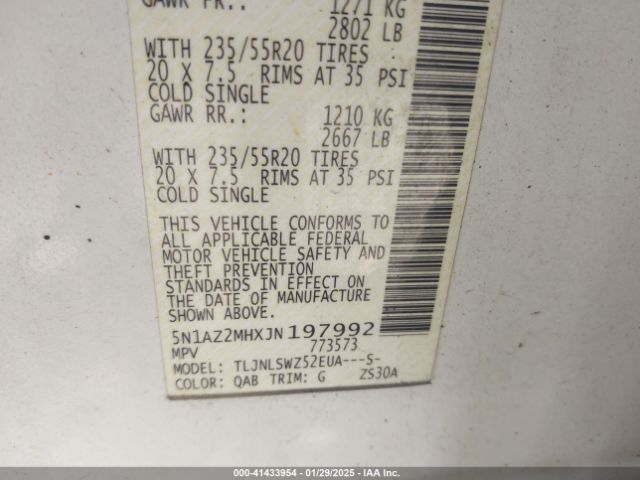 GAWR FR.: 1271 KG
2802 LB
WITH 235/55R20 TIRES
20 X 7.5 RIMS AT 35 PSI
COLD SINGLE
GAWR RR.: 1210 KG
2667 LB
WITH 235/55R20 TIRES
20 X 7.5 RIMS AT 35 PSI
COLD SINGLE
THIS VEHICLE CONFORMS TO
ALL APPLICABLE FEDERAL
MOTOR VEHICLE SAFETY AND
THEFT PREVENTION
STANDARDS IN EFFECT ON
THE DATE OF MANUFACTURE
SHOWN ABOVE.
5N1AZ2MHXJN197992
MPV 773573
TLJNLSWZ52EUA---S-
COLOR: QAB TRIM: G ZS30A
000-41433954 - 01/29/2025 - IAA Inc.